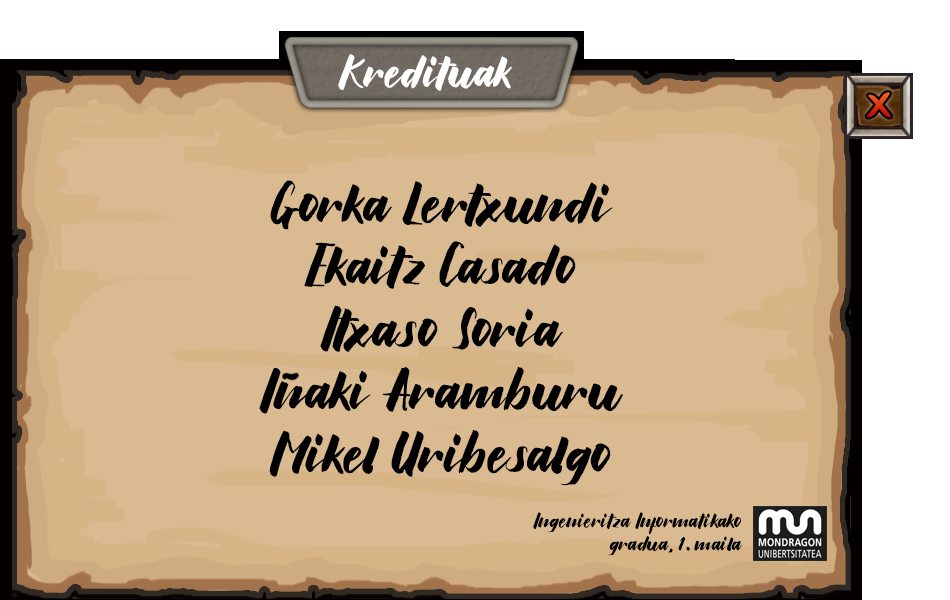 Kredituak
X
Gorka Lertxundi
Ekaitz Casado
Itxaso Soria
Iñaki Aramburu
Mikel Uribesalgo
Ingenieritza Informatikako
gradua, 1. maila
MONDRAGON
UNIBERTSITATEA